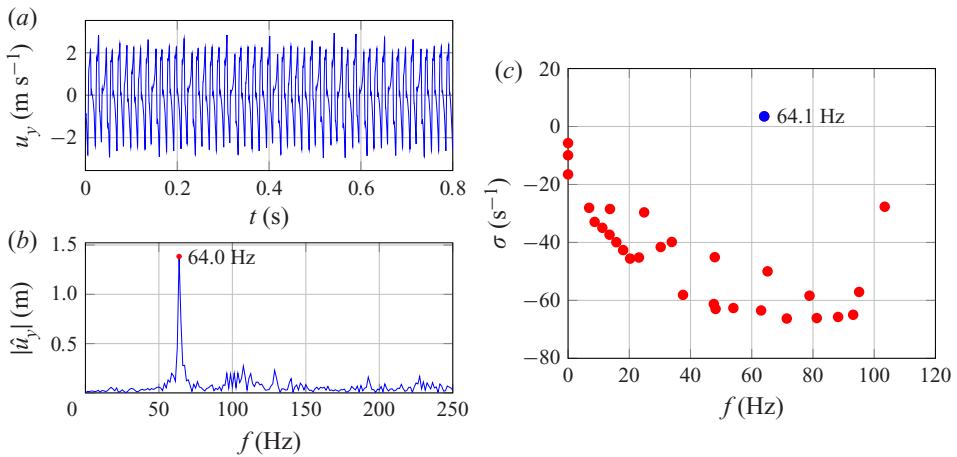 (a)
2
0
−2
u_y (m s⁻¹)
0 0.2 0.4 0.6 0.8
t (s)
(b)
1.5
1.0
0.5
0
|û_y| (m)
64.0 Hz
50 100 150 200 250
f (Hz)
(c)
20
0
−20
−40
−60
−80
σ (s⁻¹)
64.1 Hz
0 20 40 60 80 100 120
f (Hz)